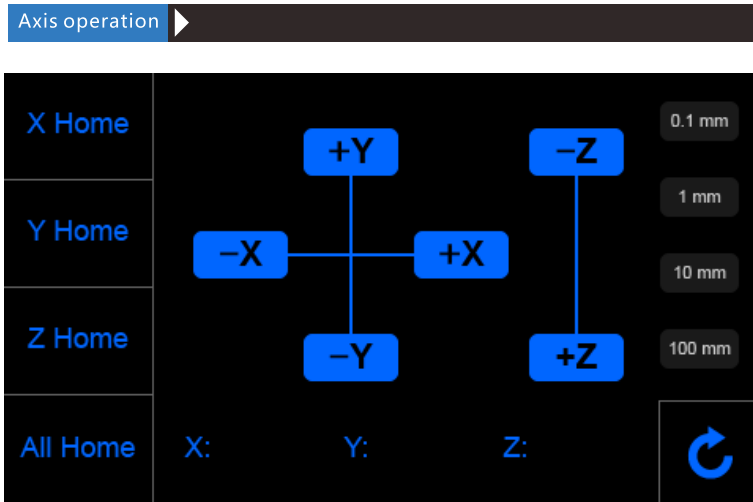 Axis operation
X Home
Y Home
Z Home
All Home
+Y
−X
+X
−Y
−Z
+Z
0.1 mm
1 mm
10 mm
100 mm
X:
Y:
Z: